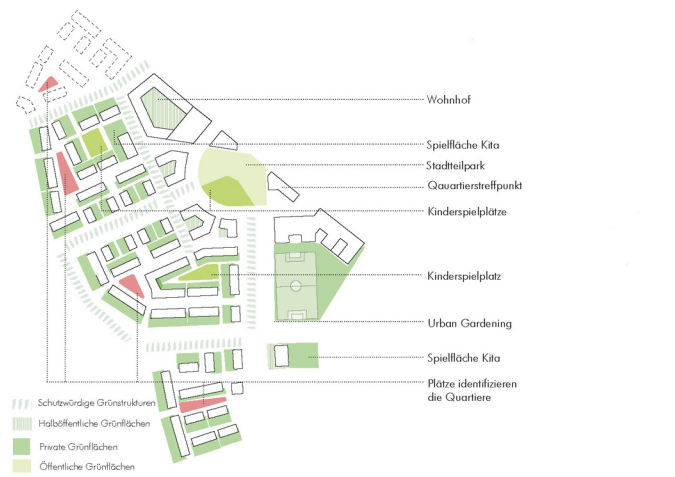 Wohnhof
Spielfläche Kita
Stadtteilpark
Qauartierstreffpunkt
Kinderspielplätze
Kinderspielplatz
Urban Gardening
Spielfläche Kita
Plätze identifizieren
die Quartiere
Schutzwürdige Grünstrukturen
Halböffentliche Grünflächen
Private Grünflächen
Öffentliche Grünflächen